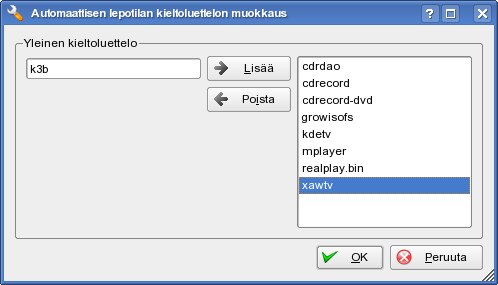 Automaattisen lepotilan kieltoluettelon muokkaus
Yleinen kieltoluettelo
k3b
Lisää
Poista
cdrdao
cdrecord
cdrecord-dvd
growisofs
kdetv
mplayer
realplay.bin
xawtv
OK
Peruuta